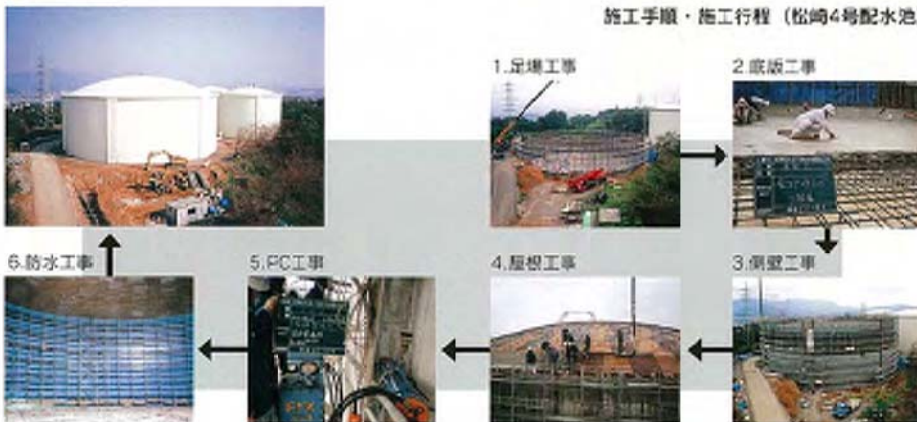 施工手順・施工行程（松崎4号配水池
1.足場工事
2.底版工事
6.防水工事
5.PC工事
4.屋根工事
3.側壁工事